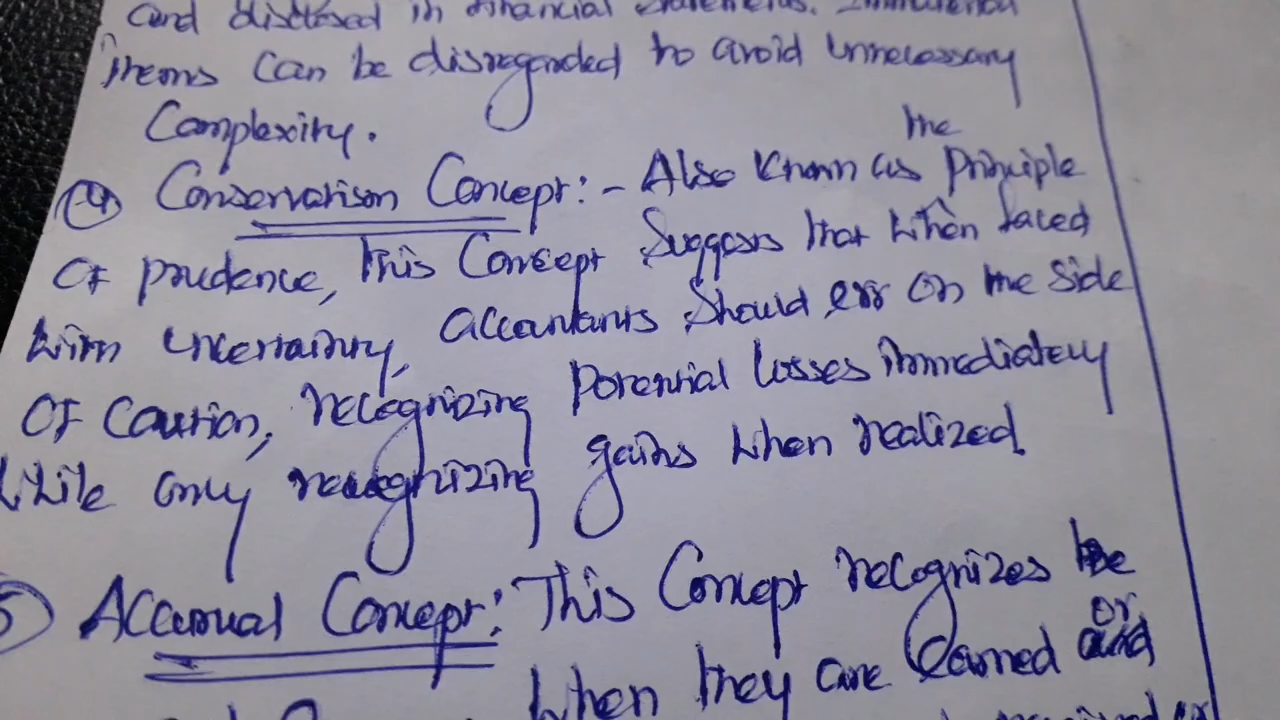 and disclosed in financial statements. Immaterial
items can be disregarded to avoid unnecessary
Complexity.
④ Conservatism Concept:- Also Known as the Principle
Of prudence, this Concept Suggests that when faced
with uncertainty, accountants should err on the side
Of Caution, recognizing Potential losses immediately
While only recognizing gains when realized.
5 Accrual Concept: This Concept recognizes
When they are earned or